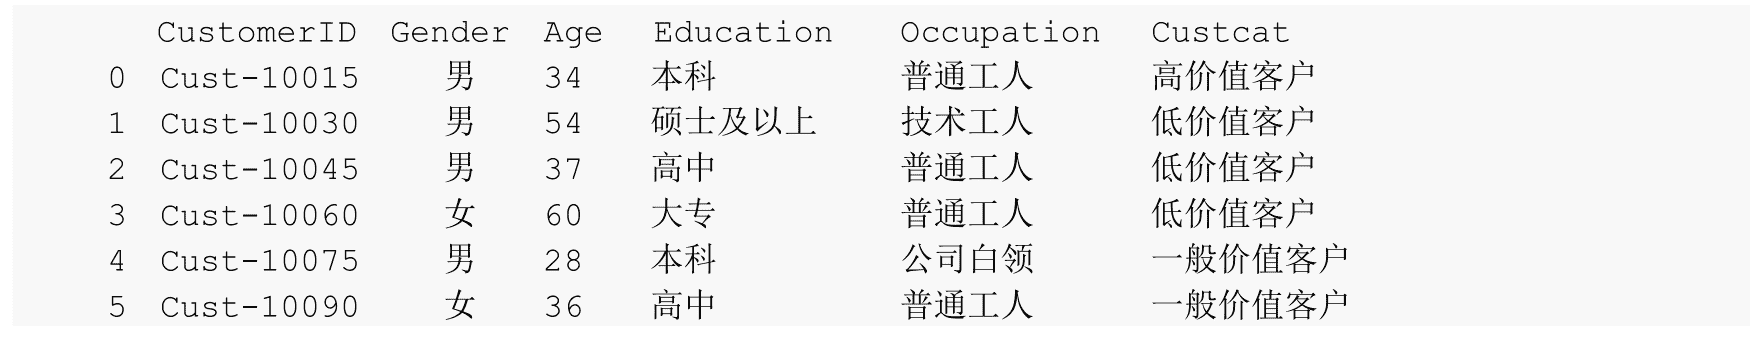 CustomerID Gender Age Education Occupation Custcat
0 Cust-10015 男 34 本科 普通工人 高价值客户
1 Cust-10030 男 54 硕士及以上 技术工人 低价值客户
2 Cust-10045 男 37 高中 普通工人 低价值客户
3 Cust-10060 女 60 大专 普通工人 低价值客户
4 Cust-10075 男 28 本科 公司白领 一般价值客户
5 Cust-10090 女 36 高中 普通工人 一般价值客户